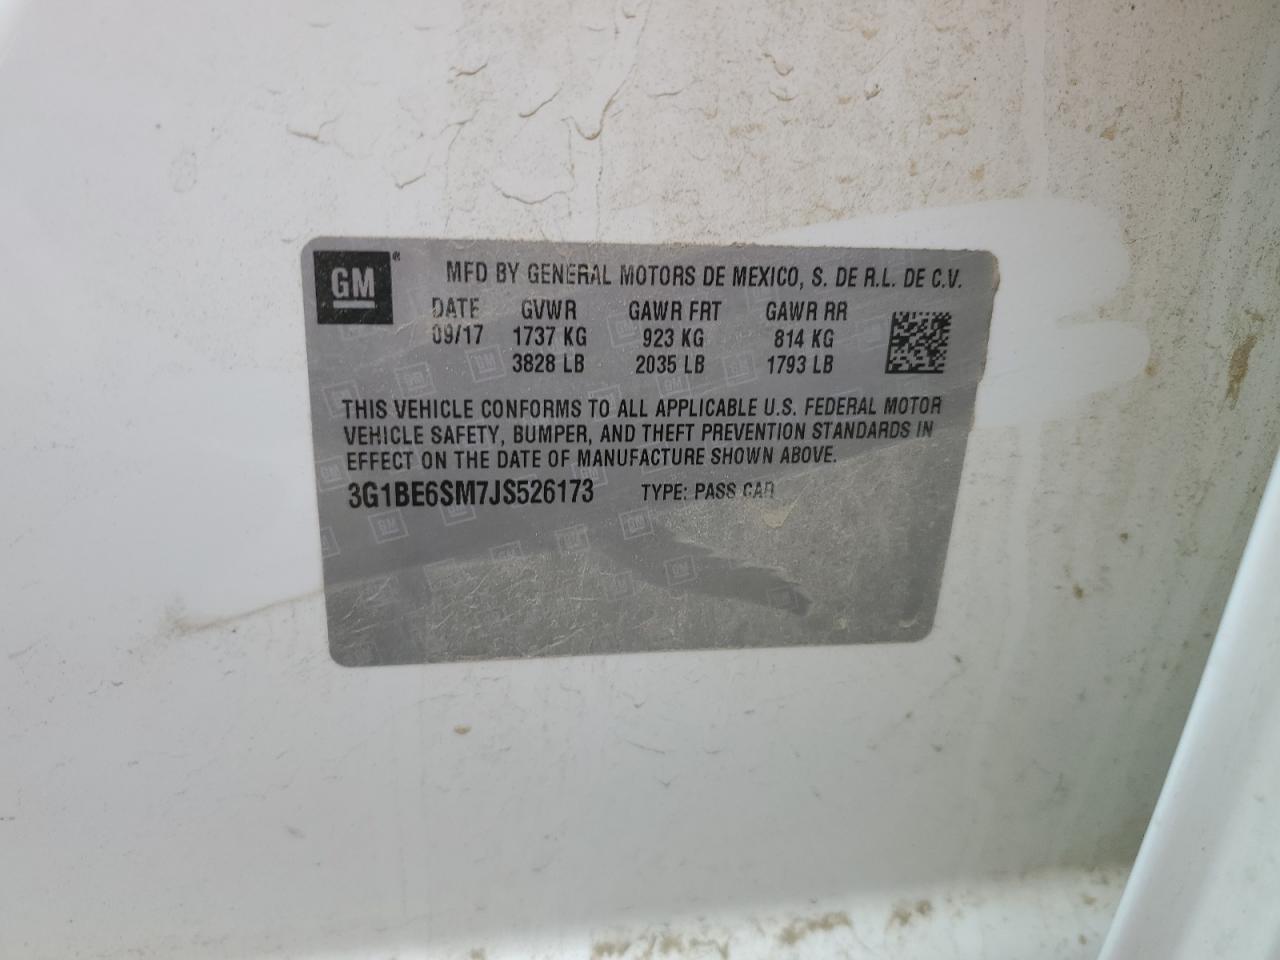 GM®
MFD BY GENERAL MOTORS DE MEXICO, S. DE R.L. DE C.V.
DATE GVWR GAWR FRT GAWR RR
09/17 1737 KG 923 KG 814 KG
3828 LB 2035 LB 1793 LB
THIS VEHICLE CONFORMS TO ALL APPLICABLE U.S. FEDERAL MOTOR
VEHICLE SAFETY, BUMPER, AND THEFT PREVENTION STANDARDS IN
EFFECT ON THE DATE OF MANUFACTURE SHOWN ABOVE.
3G1BE6SM7JS526173 TYPE: PASS CAR